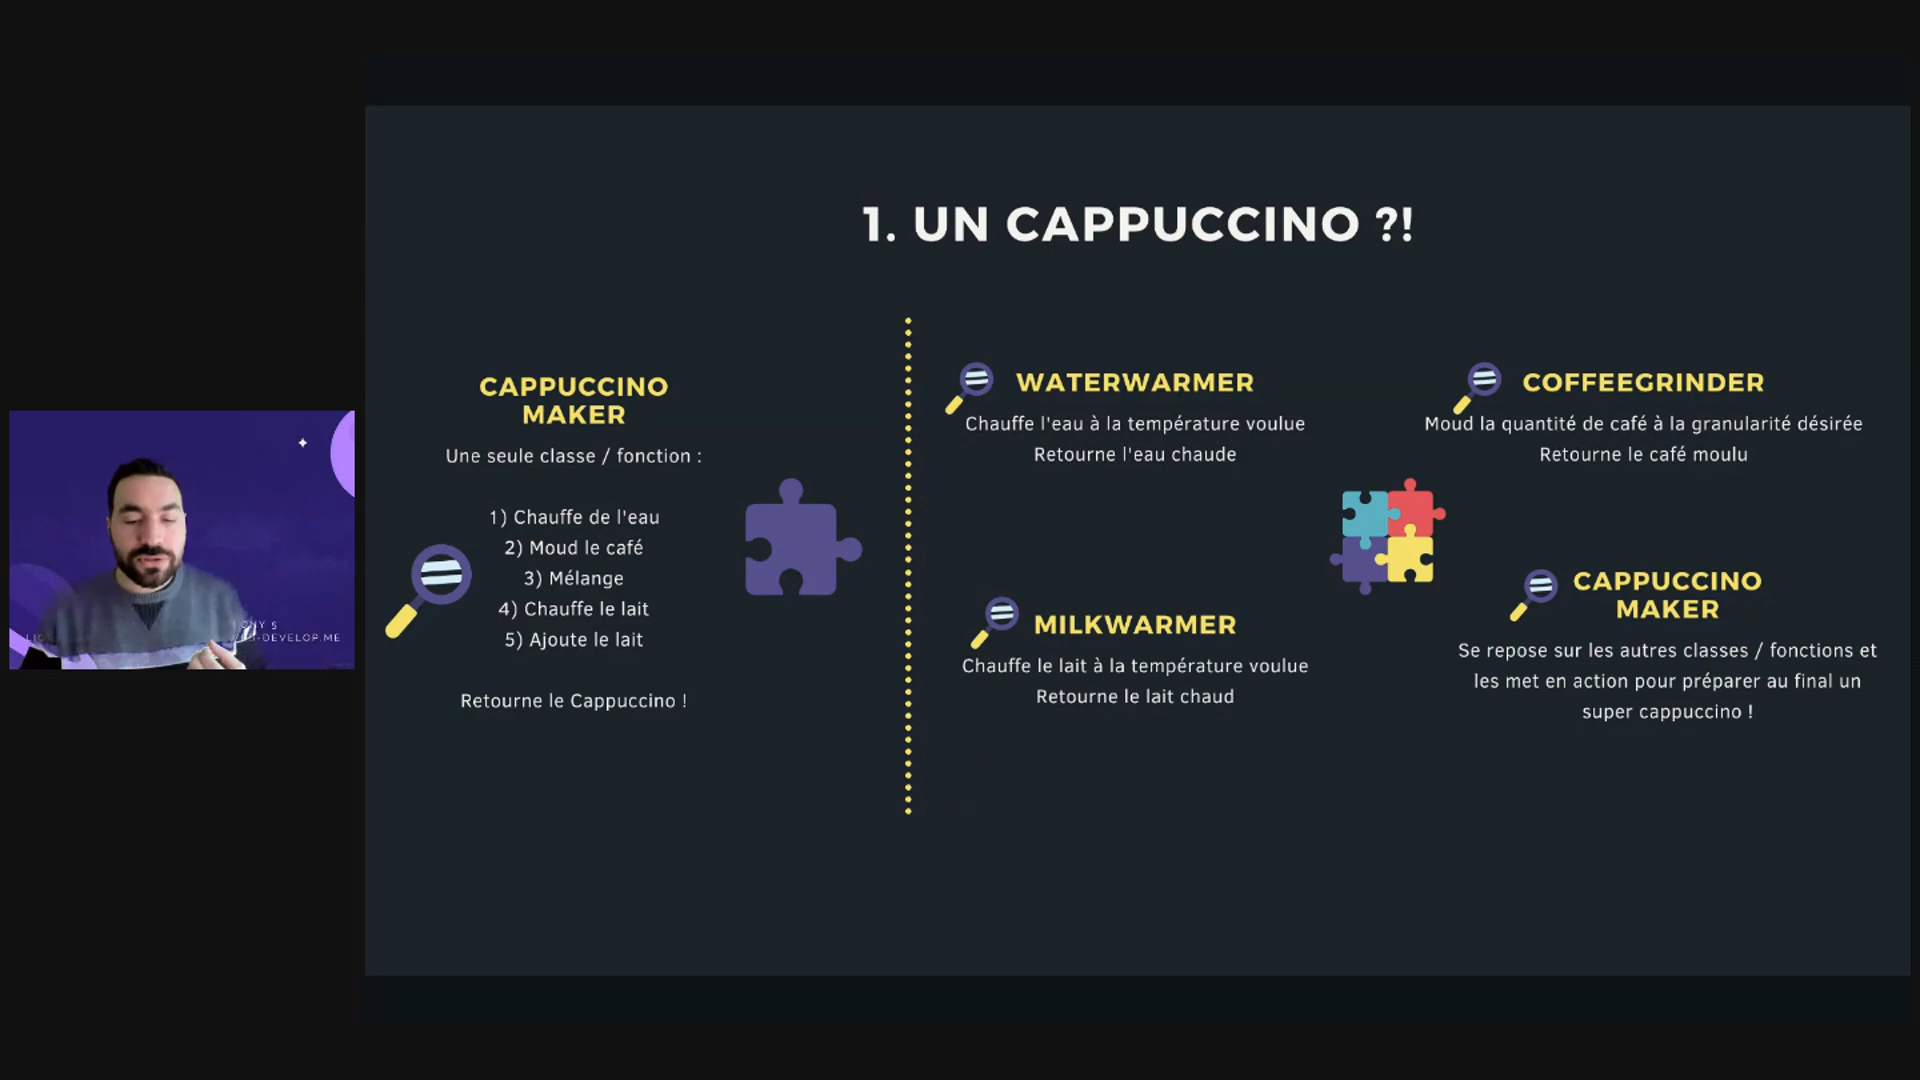 1. UN CAPPUCCINO ?!
CAPPUCCINO
MAKER
Une seule classe / fonction :
1) Chauffe de l'eau
2) Moud le café
3) Mélange
4) Chauffe le lait
5) Ajoute le lait
Retourne le Cappuccino !
WATERWARMER
Chauffe l'eau à la température voulue
Retourne l'eau chaude
COFFEEGRINDER
Moud la quantité de café à la granularité désirée
Retourne le café moulu
MILKWARMER
Chauffe le lait à la température voulue
Retourne le lait chaud
CAPPUCCINO
MAKER
Se repose sur les autres classes / fonctions et
les met en action pour préparer au final un
super cappuccino !
-DEVELOP.ME